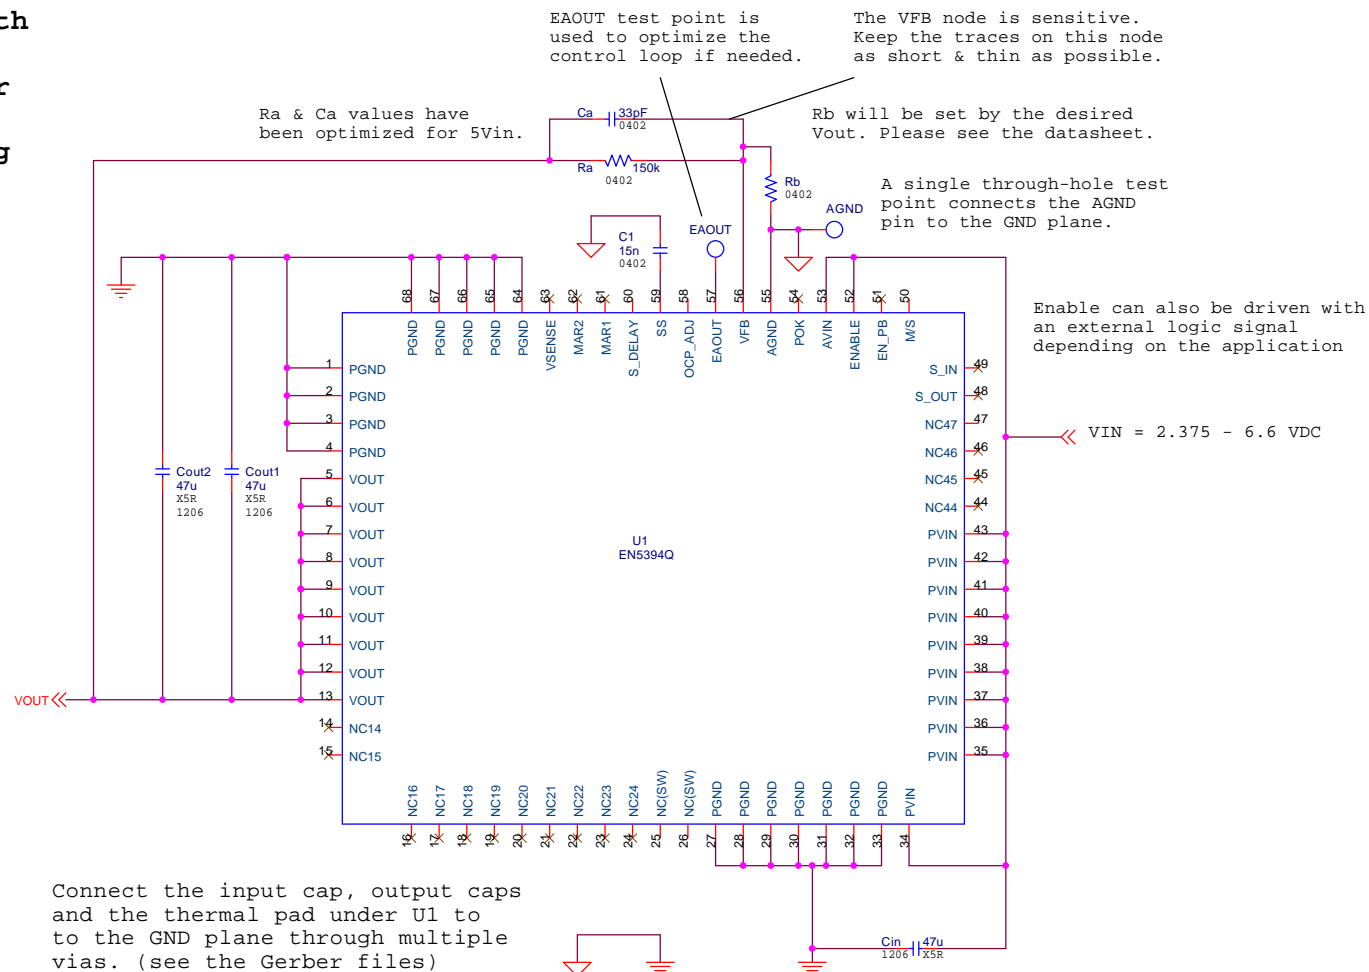 th
r
g
EAOUT test point is
used to optimize the
control loop if needed.
The VFB node is sensitive.
Keep the traces on this node
as short & thin as possible.
Ra & Ca values have
been optimized for 5Vin.
Ca
33pF
0402
Ra
150k
0402
Rb will be set by the desired
Vout. Please see the datasheet.
Rb
0402
A single through-hole test
point connects the AGND
pin to the GND plane.
AGND
EAOUT
C1
15n
0402
68 67 66 65 64 63 62 61 60 59 58 57 56 55 54 53 52 51 50
PGND PGND PGND PGND PGND VSENSE MAR2 MAR1 S_DELAY SS OCP_ADJ EAOUT VFB AGND POK AVIN ENABLE EN_PB M/S
Enable can also be driven with
an external logic signal
depending on the application
VIN = 2.375 - 6.6 VDC
1 PGND
2 PGND
3 PGND
4 PGND
5 VOUT
6 VOUT
7 VOUT
8 VOUT
9 VOUT
10 VOUT
11 VOUT
12 VOUT
13 VOUT
14 NC14
15 NC15
S_IN 49
S_OUT 48
NC47 47
NC46 46
NC45 45
NC44 44
PVIN 43
PVIN 42
PVIN 41
PVIN 40
PVIN 39
PVIN 38
PVIN 37
PVIN 36
PVIN 35
Cout2
47u
X5R
1206
Cout1
47u
X5R
1206
U1
EN5394Q
VOUT
NC16 NC17 NC18 NC19 NC20 NC21 NC22 NC23 NC24 NC(SW) NC(SW) PGND PGND PGND PGND PGND PGND PGND PVIN
16 17 18 19 20 21 22 23 24 25 26 27 28 29 30 31 32 33 34
Connect the input cap, output caps
and the thermal pad under U1 to
to the GND plane through multiple
vias. (see the Gerber files)
Cin
1206
47u
X5R